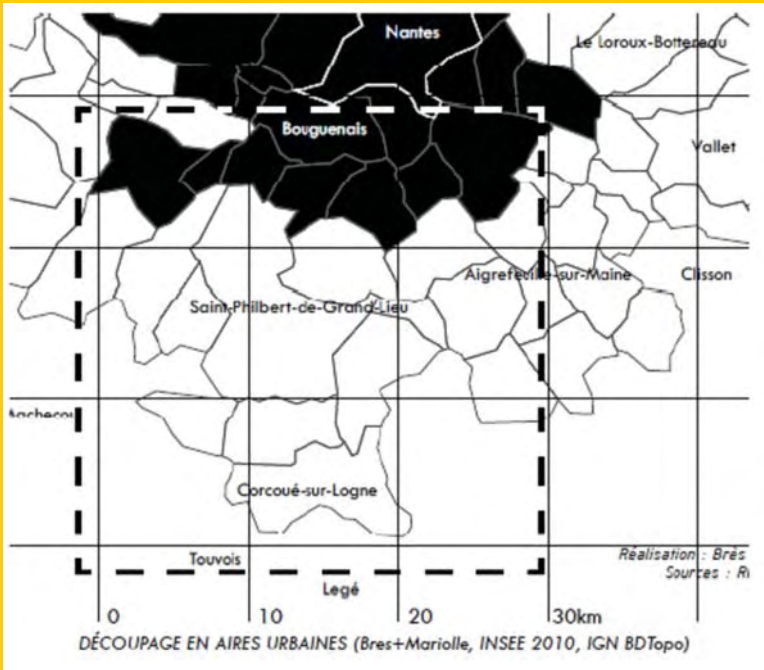 Nantes
Le Loroux-Bottereau
Bouguenais
Vallet
Aigrefeuille-sur-Maine
Clisson
Saint-Philbert-de-Grand-Lieu
Machecou
Corcoué-sur-Logne
Touvois
Réalisation : Brès
Sources : R
Legé
0 10 20 30km
DÉCOUPAGE EN AIRES URBAINES (Bres+Mariolle, INSEE 2010, IGN BDTopo)